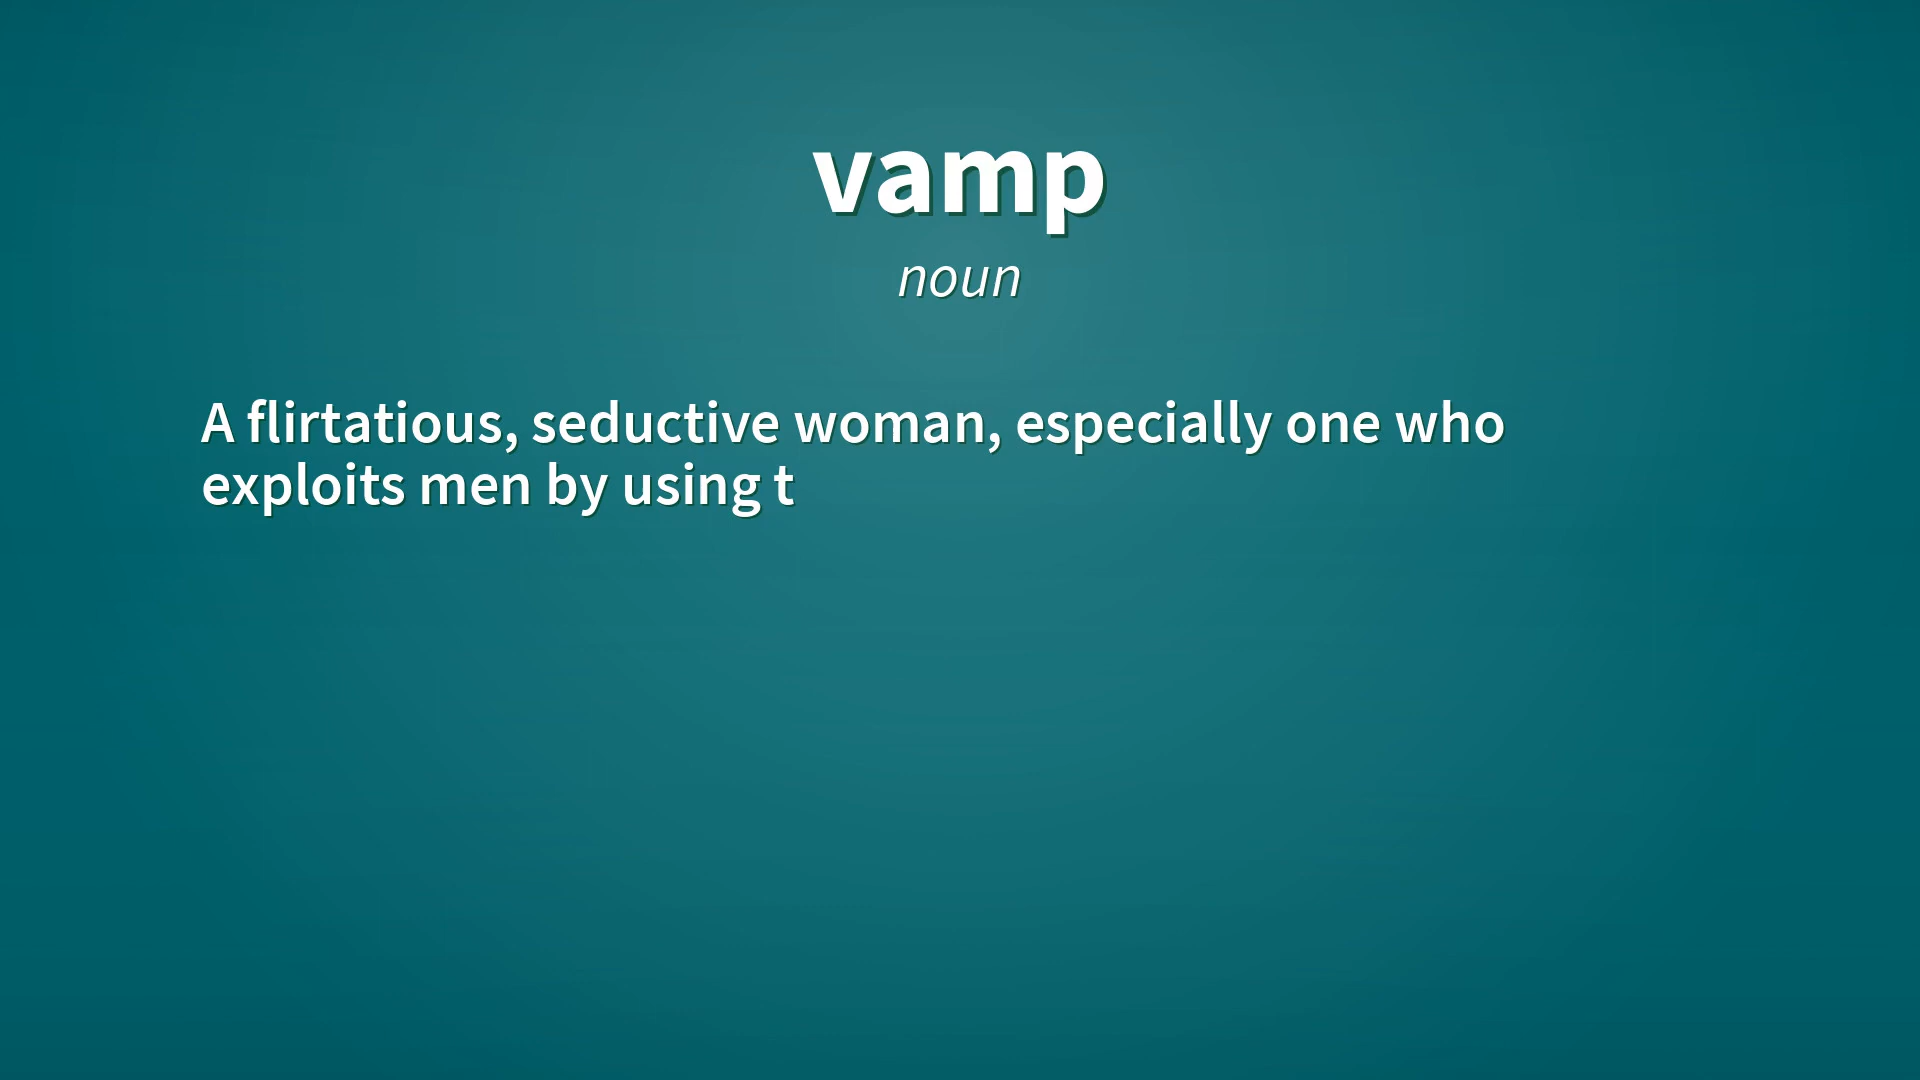 vamp
noun
A flirtatious, seductive woman, especially one who
exploits men by using t